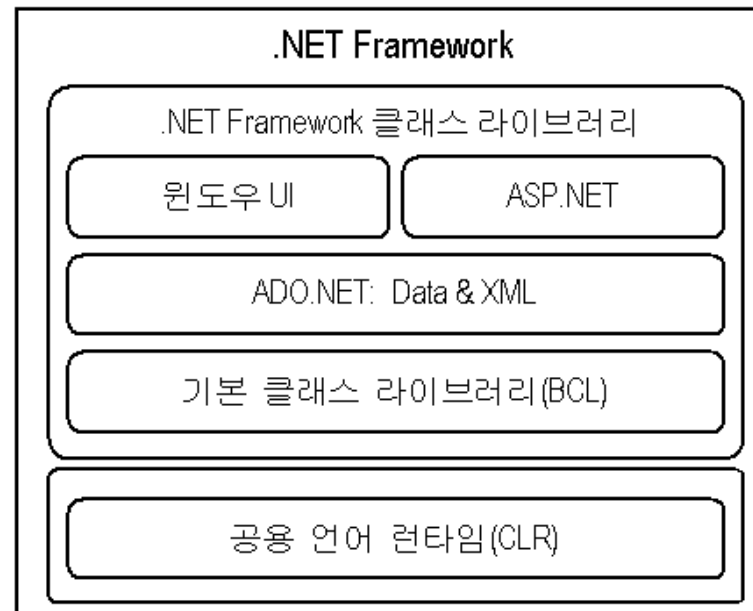 .NET Framework
.NET Framework 클래스 라이브러리
윈도우 UI
ASP.NET
ADO.NET: Data & XML
기본 클래스 라이브러리(BCL)
공용 언어 런타임(CLR)